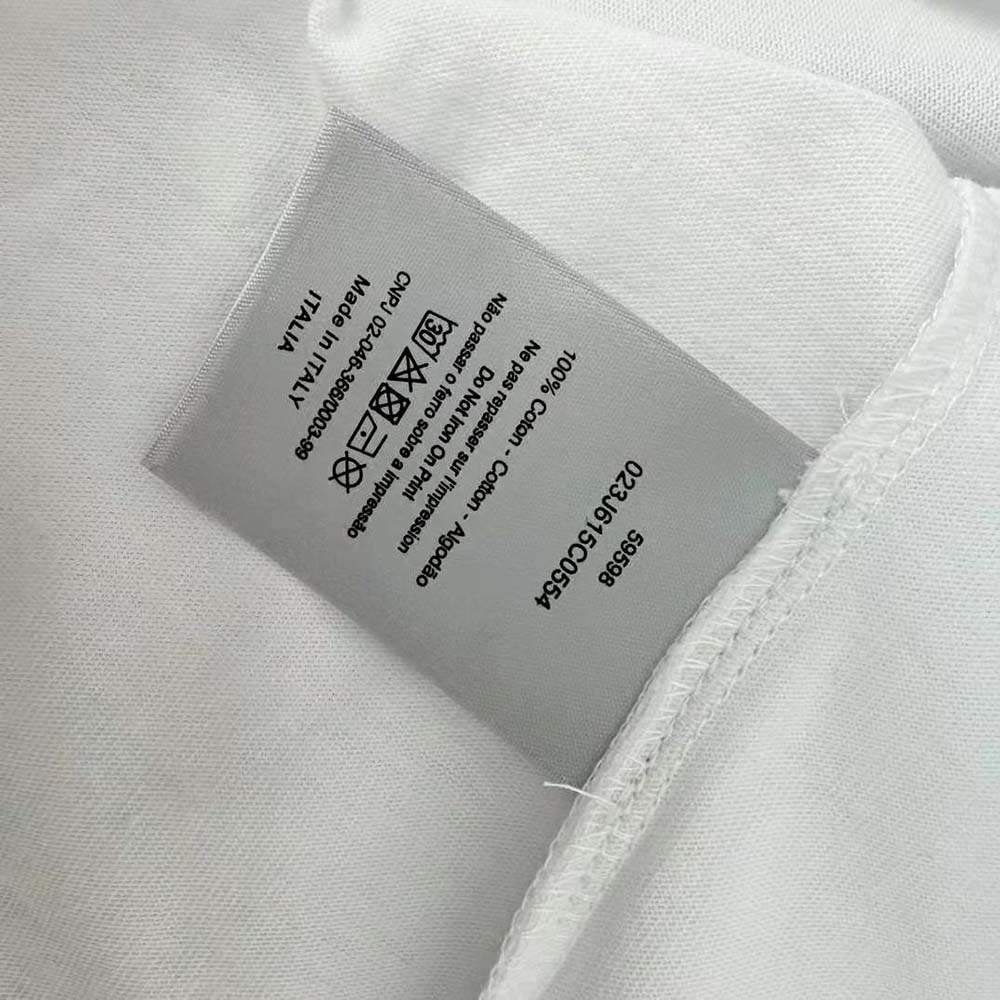 59598
023J615C0554
100% Coton - Cotton - Algodão
Ne pas repasser sur l'impression
Do Not Iron On Print
Não passar o ferro sobre a impressão
30
CNPJ 02-046-366/0003-99
Made In ITALY
ITALIA